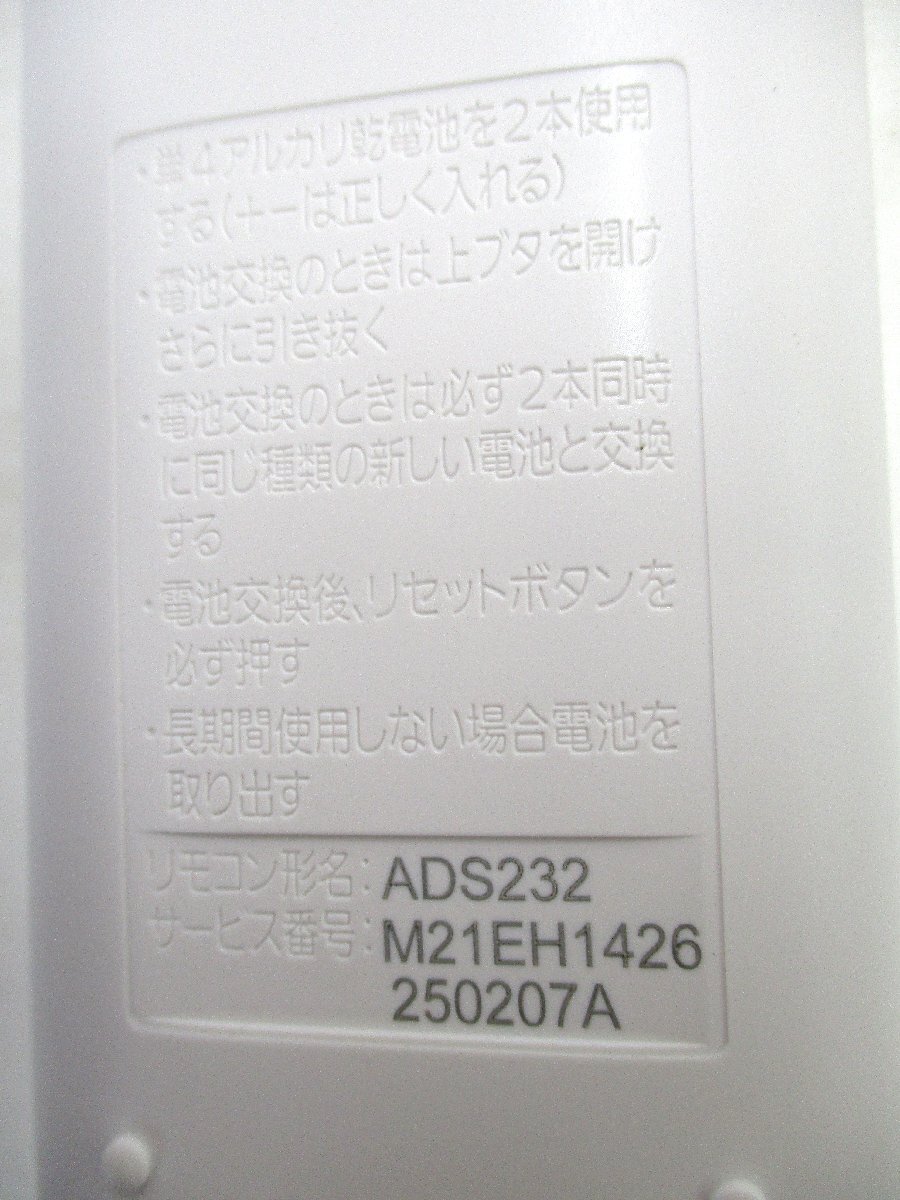 ・単4アルカリ乾電池を2本使用
する(+ーは正しく入れる)
・電池交換のときは上ブタを開け
さらに引き抜く
・電池交換のときは必ず2本同時
に同じ種類の新しい電池と交換
する
・電池交換後、リセットボタンを
必ず押す
・長期間使用しない場合電池を
取り出す
リモコン形名:ADS232
サービス番号:M21EH1426
250207A